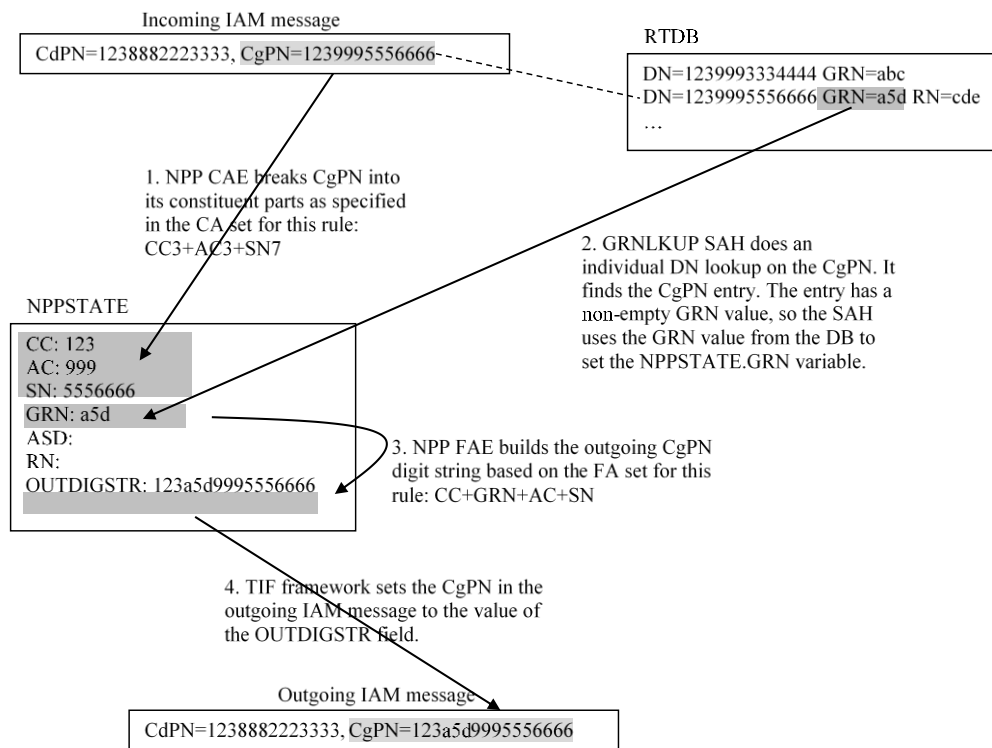 Incoming IAM message
CdPN=1238882223333, CgPN=1239995556666
RTDB
DN=1239993334444 GRN=abc
DN=1239995556666 GRN=a5d RN=cde
…
1. NPP CAE breaks CgPN into
its constituent parts as specified
in the CA set for this rule:
CC3+AC3+SN7
2. GRNLKUP SAH does an
individual DN lookup on the CgPN. It
finds the CgPN entry. The entry has a
non-empty GRN value, so the SAH
uses the GRN value from the DB to
set the NPPSTATE.GRN variable.
NPPSTATE
CC: 123
AC: 999
SN: 5556666
GRN: a5d
ASD:
RN:
OUTDIGSTR: 123a5d9995556666
3. NPP FAE builds the outgoing CgPN
digit string based on the FA set for this
rule: CC+GRN+AC+SN
4. TIF framework sets the CgPN in the
outgoing IAM message to the value of
the OUTDIGSTR field.
Outgoing IAM message
CdPN=1238882223333, CgPN=123a5d9995556666